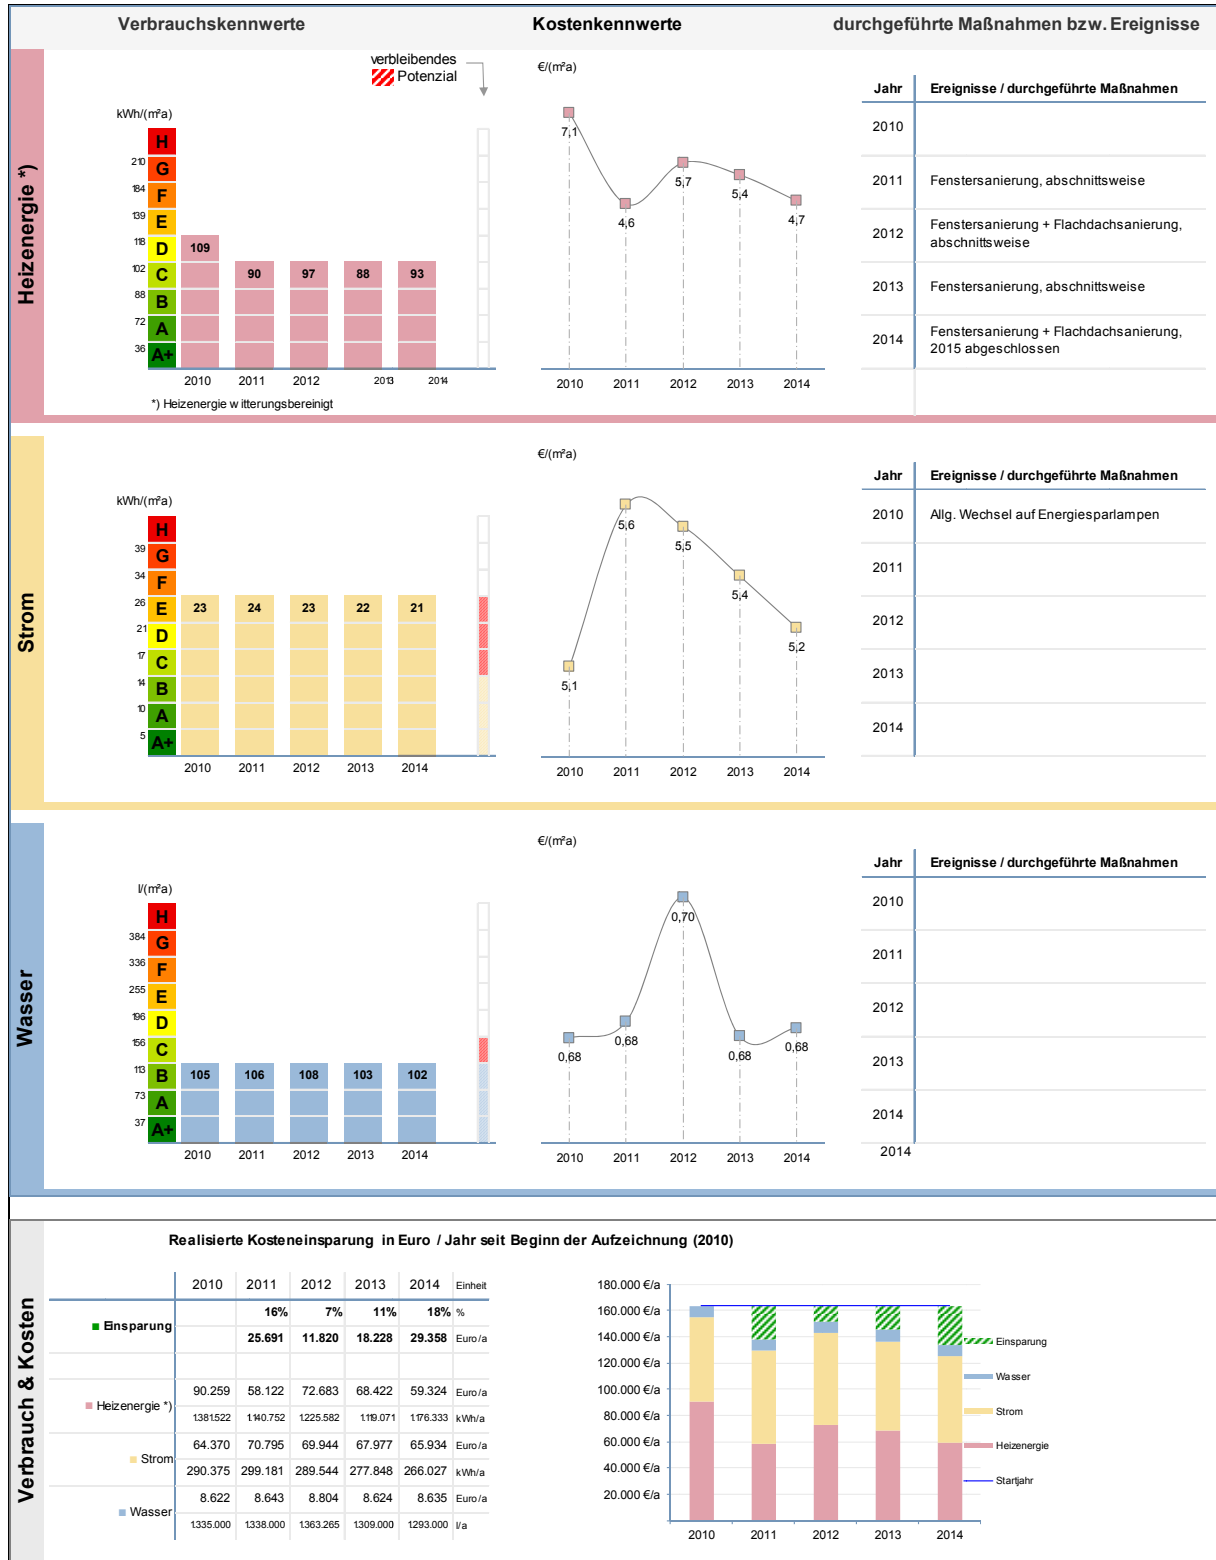 Verbrauchskennwerte
Kostenkennwerte
durchgeführte Maßnahmen bzw. Ereignisse
Heizenergie *)
verbleibendes
Potenzial
kWh/(m²a)
H
210
G
184
F
139
E
118
D
102
C
88
B
72
A
36
A+
109
90
97
88
93
2010
2011
2012
2013
2014
*) Heizenergie witterungsbereinigt
€/(m²a)
7,1
4,6
5,7
5,4
4,7
2010
2011
2012
2013
2014
Jahr Ereignisse / durchgeführte Maßnahmen
2010
2011 Fenstersanierung, abschnittsweise
2012 Fenstersanierung + Flachdachsanierung,
abschnittsweise
2013 Fenstersanierung, abschnittsweise
2014 Fenstersanierung + Flachdachsanierung,
2015 abgeschlossen
Strom
kWh/(m²a)
H
39
G
34
F
26
E
21
D
17
C
14
B
10
A
5
A+
23
24
23
22
21
2010
2011
2012
2013
2014
€/(m²a)
5,1
5,6
5,5
5,4
5,2
2010
2011
2012
2013
2014
Jahr Ereignisse / durchgeführte Maßnahmen
2010 Allg. Wechsel auf Energiesparlampen
2011
2012
2013
2014
Wasser
l/(m²a)
H
384
G
336
F
255
E
196
D
156
C
113
B
73
A
37
A+
105
106
108
103
102
2010
2011
2012
2013
2014
€/(m²a)
0,68
0,68
0,70
0,68
0,68
2010
2011
2012
2013
2014
Jahr Ereignisse / durchgeführte Maßnahmen
2010
2011
2012
2013
2014
2014
Verbrauch & Kosten
Realisierte Kosteneinsparung in Euro / Jahr seit Beginn der Aufzeichnung (2010)
2010 2011 2012 2013 2014 Einheit
Einsparung
16% 7% 11% 18% %
25.691 11.820 18.228 29.358 Euro/a
Heizenergie *)
90.259 58.122 72.683 68.422 59.324 Euro/a
1.381.522 1.140.752 1.225.582 1.119.071 1.176.333 kWh/a
Strom
64.370 70.795 69.944 67.977 65.934 Euro/a
290.375 299.181 289.544 277.848 266.027 kWh/a
Wasser
8.622 8.643 8.804 8.624 8.635 Euro/a
1.335.000 1.338.000 1.363.265 1.309.000 1.293.000 l/a
180.000 €/a
160.000 €/a
140.000 €/a
120.000 €/a
100.000 €/a
80.000 €/a
60.000 €/a
40.000 €/a
20.000 €/a
2010
2011
2012
2013
2014
Einsparung
Wasser
Strom
Heizenergie
Startjahr